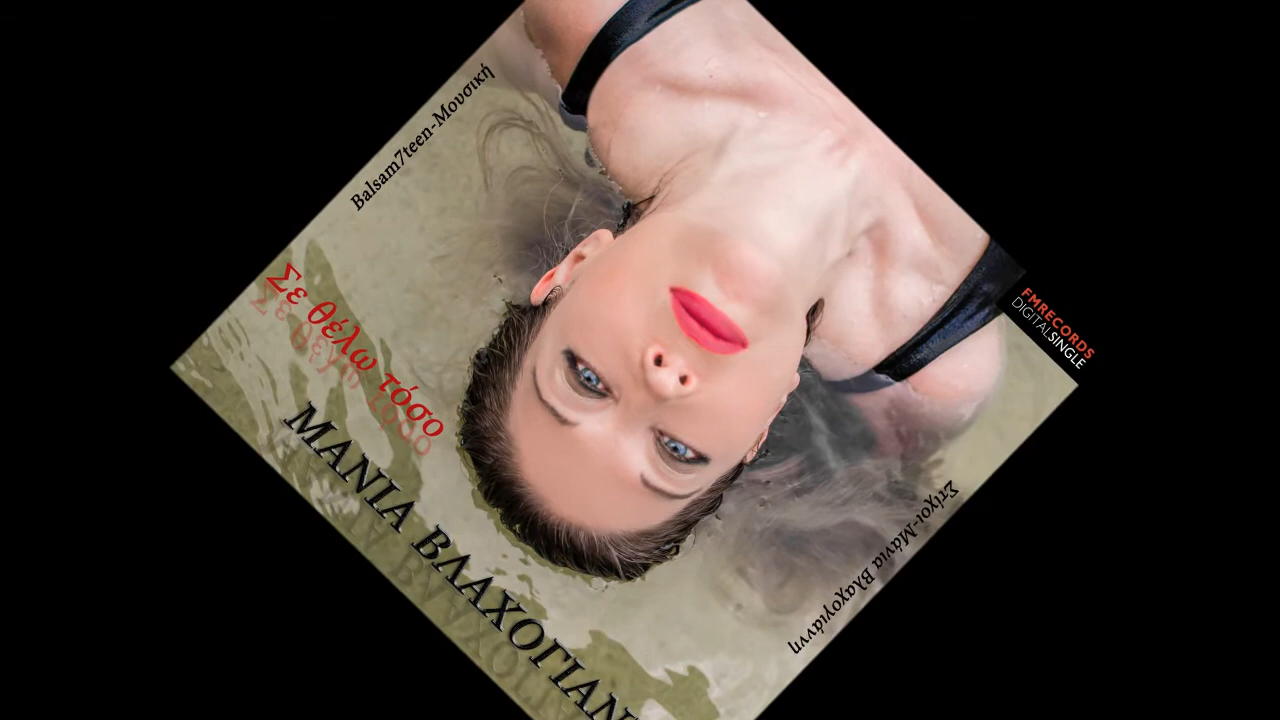 Balsam7teen-Μουσική
Σε θέλω τόσο
ΜΑΝΙΑ ΒΛΑΧΟΓΙΑΝ
Στίχοι-Μάνια Βλαχογιάννη
FMRECORDS
DIGITALSINGLE